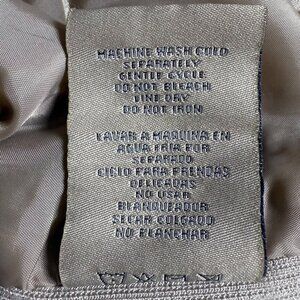 MACHINE WASH COLD
SEPARATELY
GENTLE CYCLE
DO NOT BLEACH
LINE DRY
DO NOT IRON
LAVAR A MAQUINA EN
AGUA FRIA POR
SEPARADO
CICLO PARA PRENDAS
DELICADAS
NO USAR
BLANQUEADOR
SECAR COLGADO
NO PLANCHAR